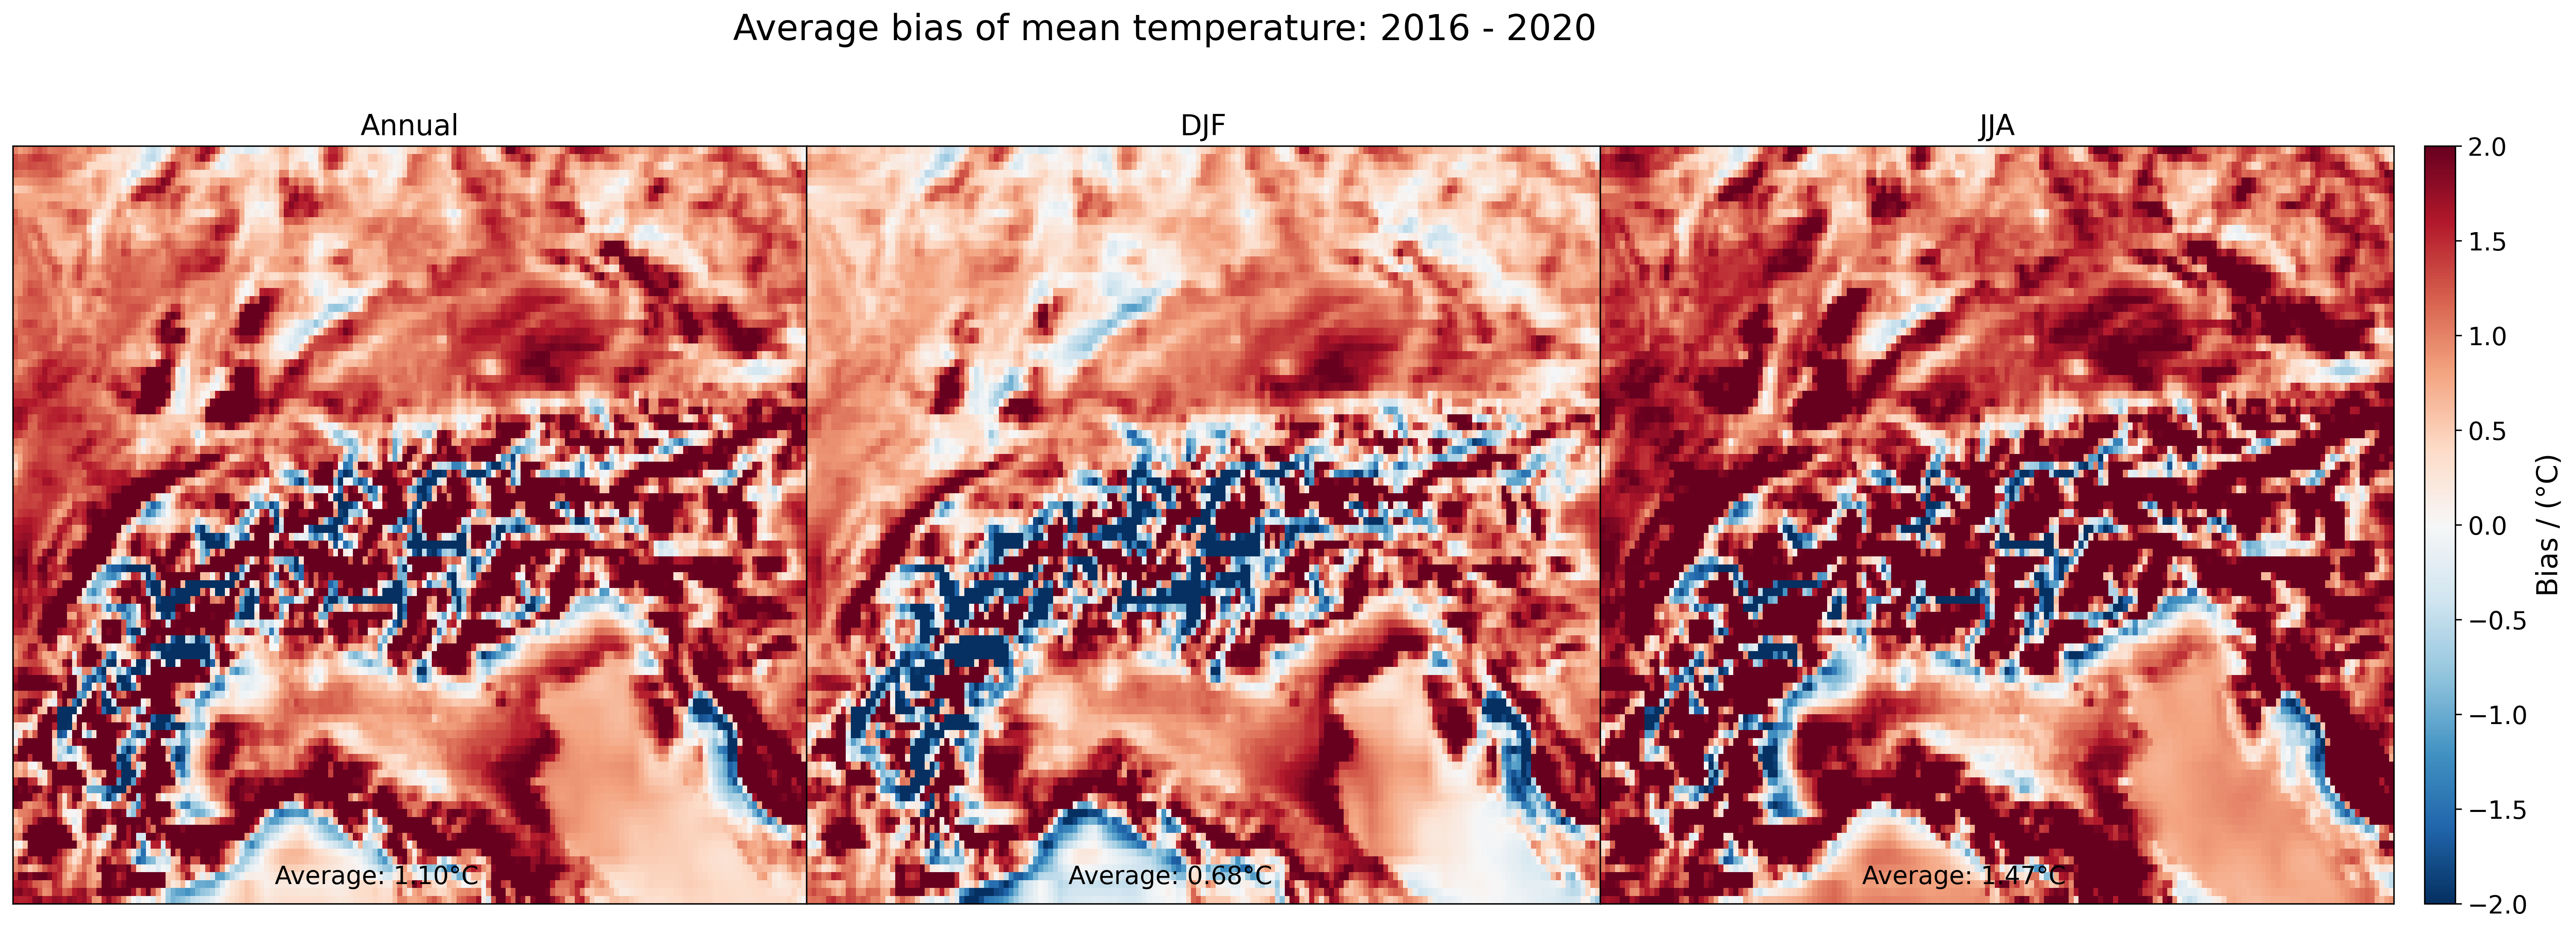 Average bias of mean temperature: 2016 - 2020
Annual
DJF
JJA
Average: 1.10°C
Average: 0.68°C
Average: 1.47°C
2.0
1.5
1.0
0.5
0.0
−0.5
−1.0
−1.5
−2.0
Bias / (°C)